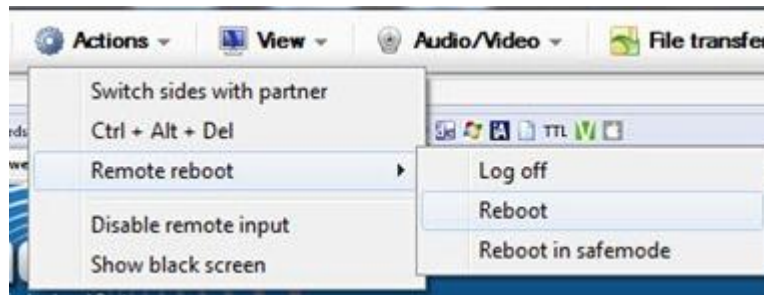 Actions View Audio/Video File transfe
Switch sides with partner
Ctrl + Alt + Del
TTL
Remote reboot
Log off
Reboot
Reboot in safemode
Disable remote input
Show black screen